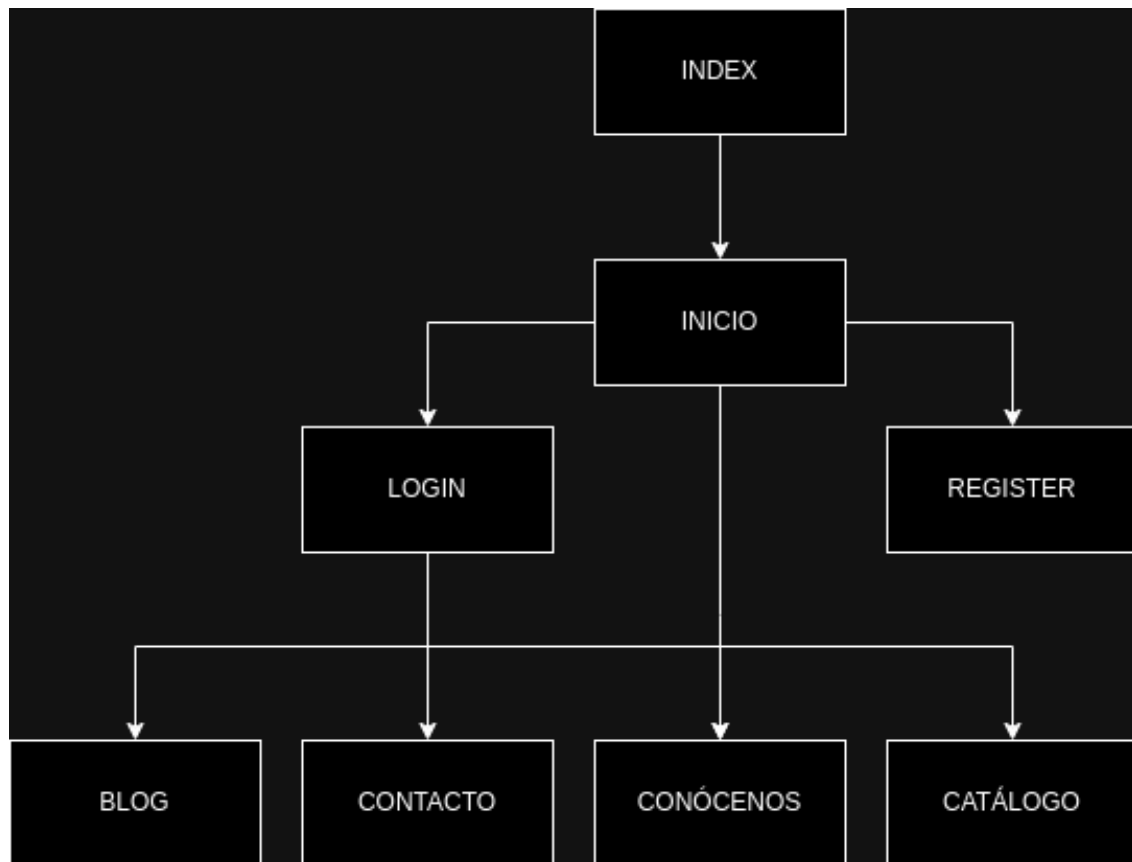 INDEX
INICIO
LOGIN
REGISTER
BLOG
CONTACTO
CONÓCENOS
CATÁLOGO